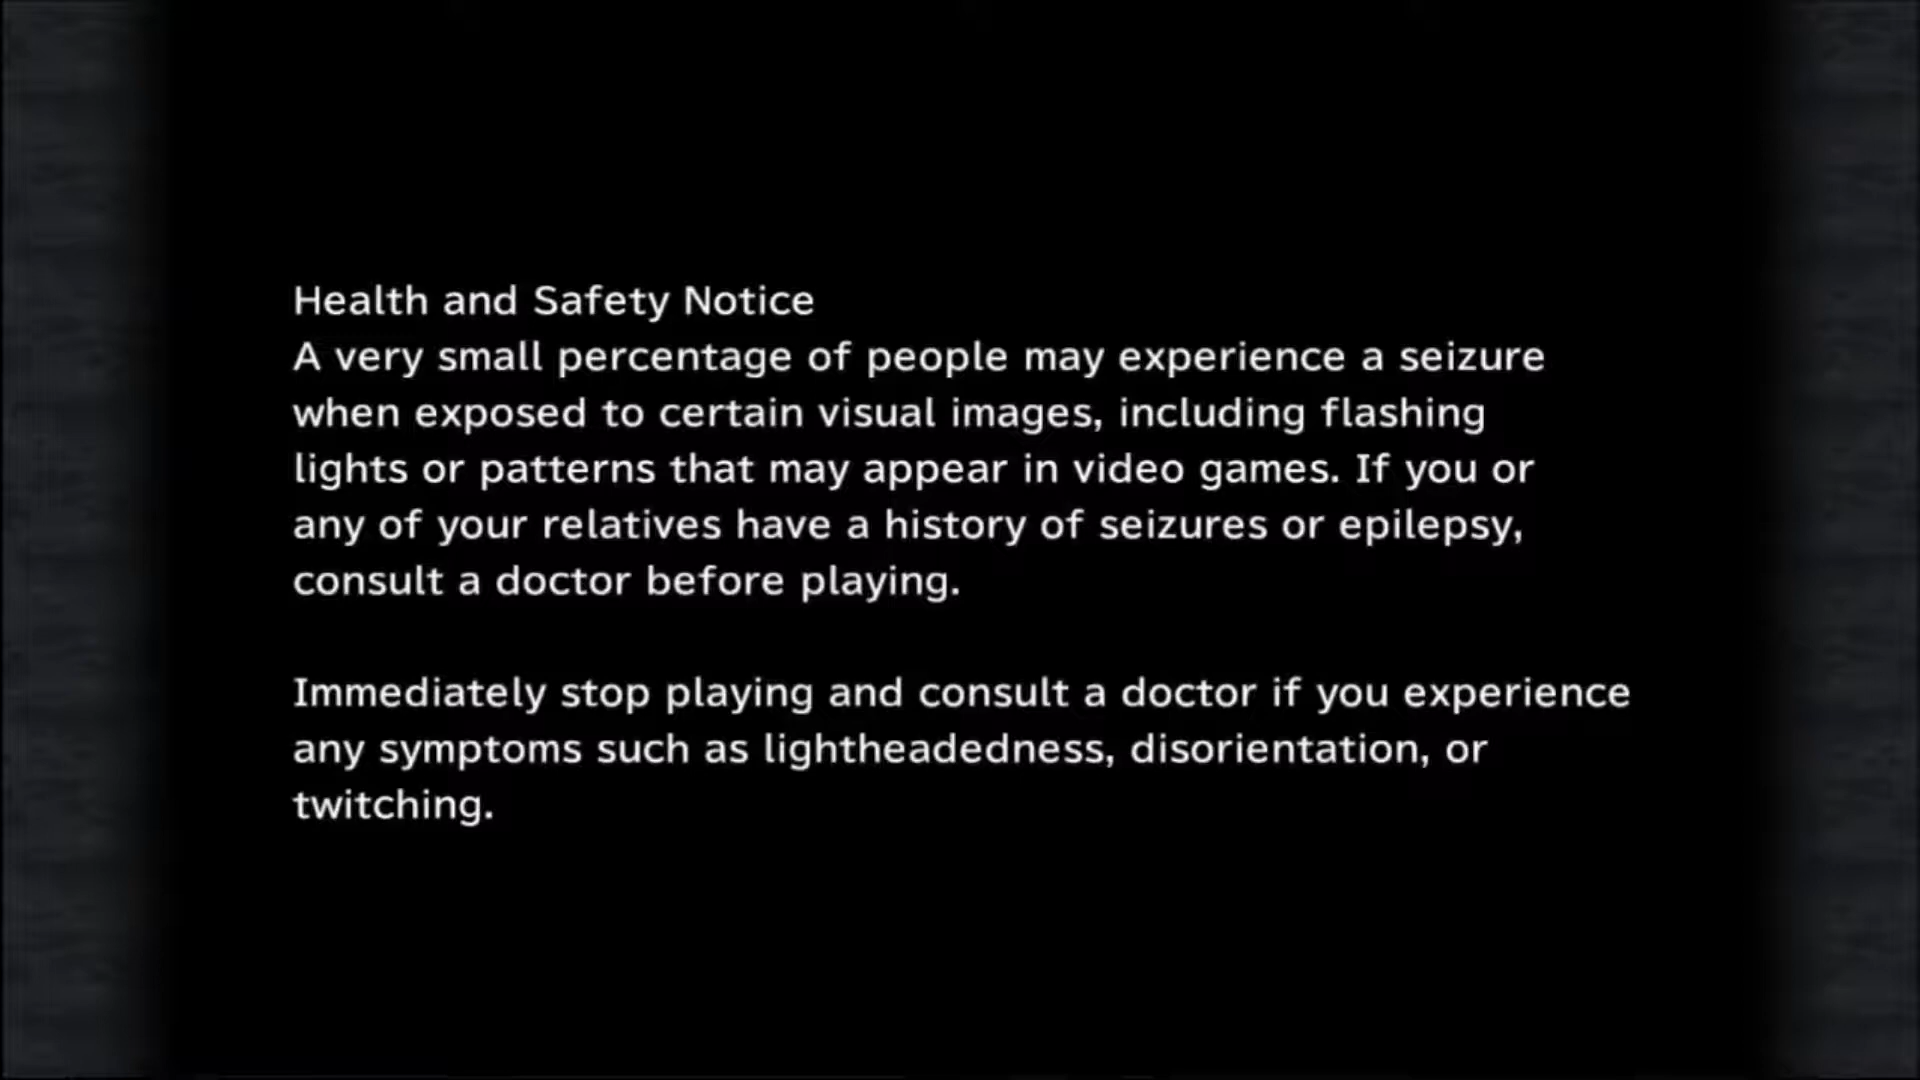 Health and Safety Notice
A very small percentage of people may experience a seizure
when exposed to certain visual images, including flashing
lights or patterns that may appear in video games. If you or
any of your relatives have a history of seizures or epilepsy,
consult a doctor before playing.
Immediately stop playing and consult a doctor if you experience
any symptoms such as lightheadedness, disorientation, or
twitching.